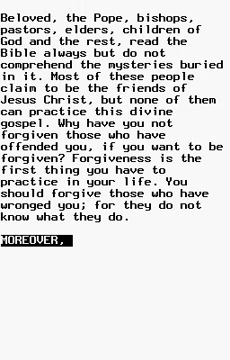 Beloved, the Pope, bishops,
pastors, elders, children of
God and the rest, read the
Bible always but do not
comprehend the mysteries buried
in it. Most of these people
claim to be the friends of
Jesus Christ, but none of them
can practice this divine
gospel. Why have you not
forgiven those who have
offended you, if you want to be
forgiven? Forgiveness is the
first thing you have to
practice in your life. You
should forgive those who have
wronged you; for they do not
know what they do.
MOREOVER,